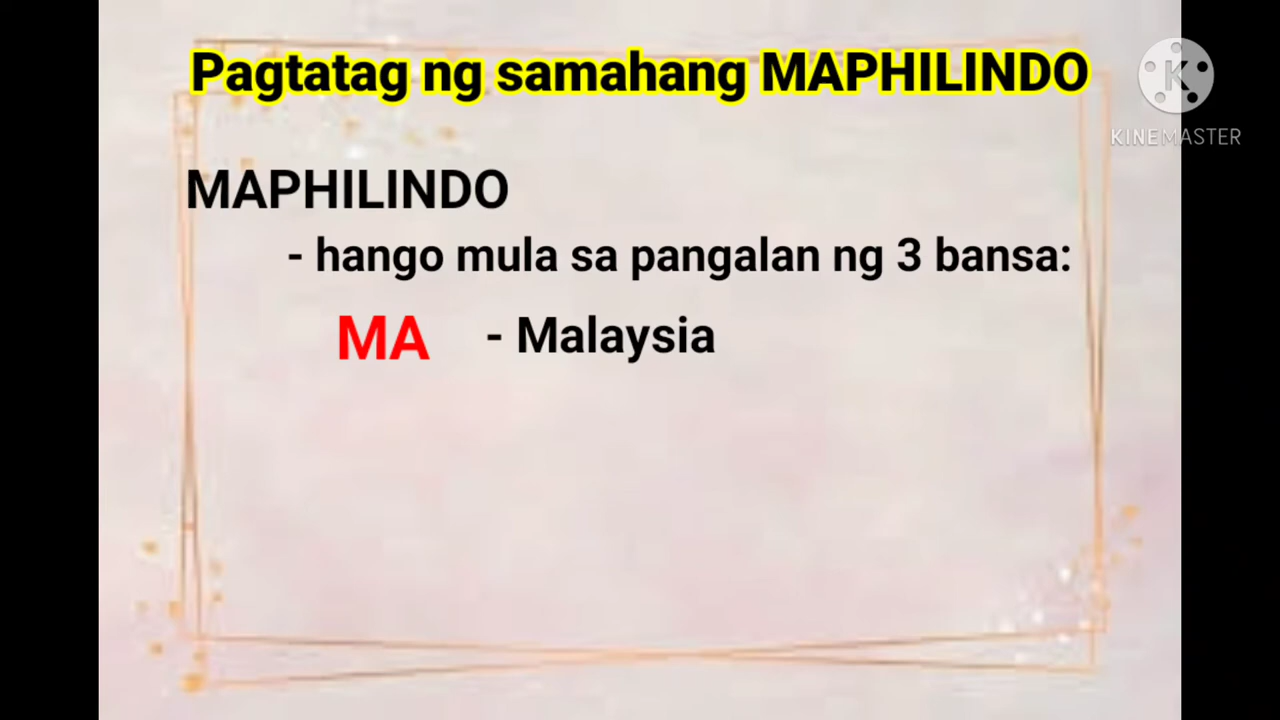 Pagtatag ng samahang MAPHILINDO
K
KINEMASTER
MAPHILINDO
- hango mula sa pangalan ng 3 bansa:
MA - Malaysia